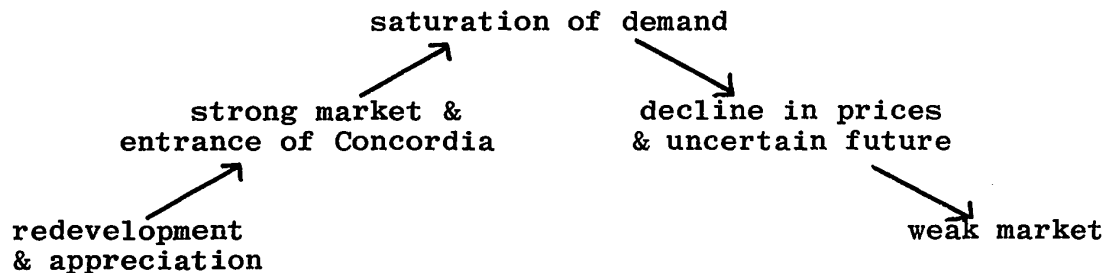 saturation of demand
strong market &
entrance of Concordia
decline in prices
& uncertain future
redevelopment
& appreciation
weak market